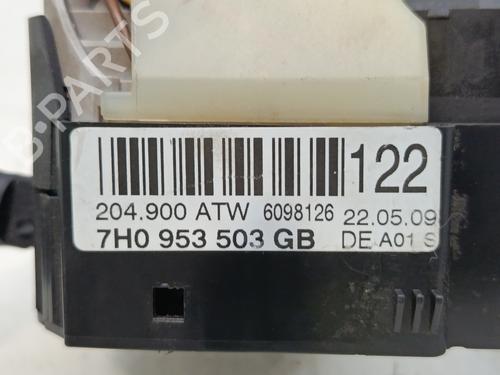 122
204.900 ATW 6098126 22.05.09
7H0 953 503 GB DE A01 S
B-PARTS